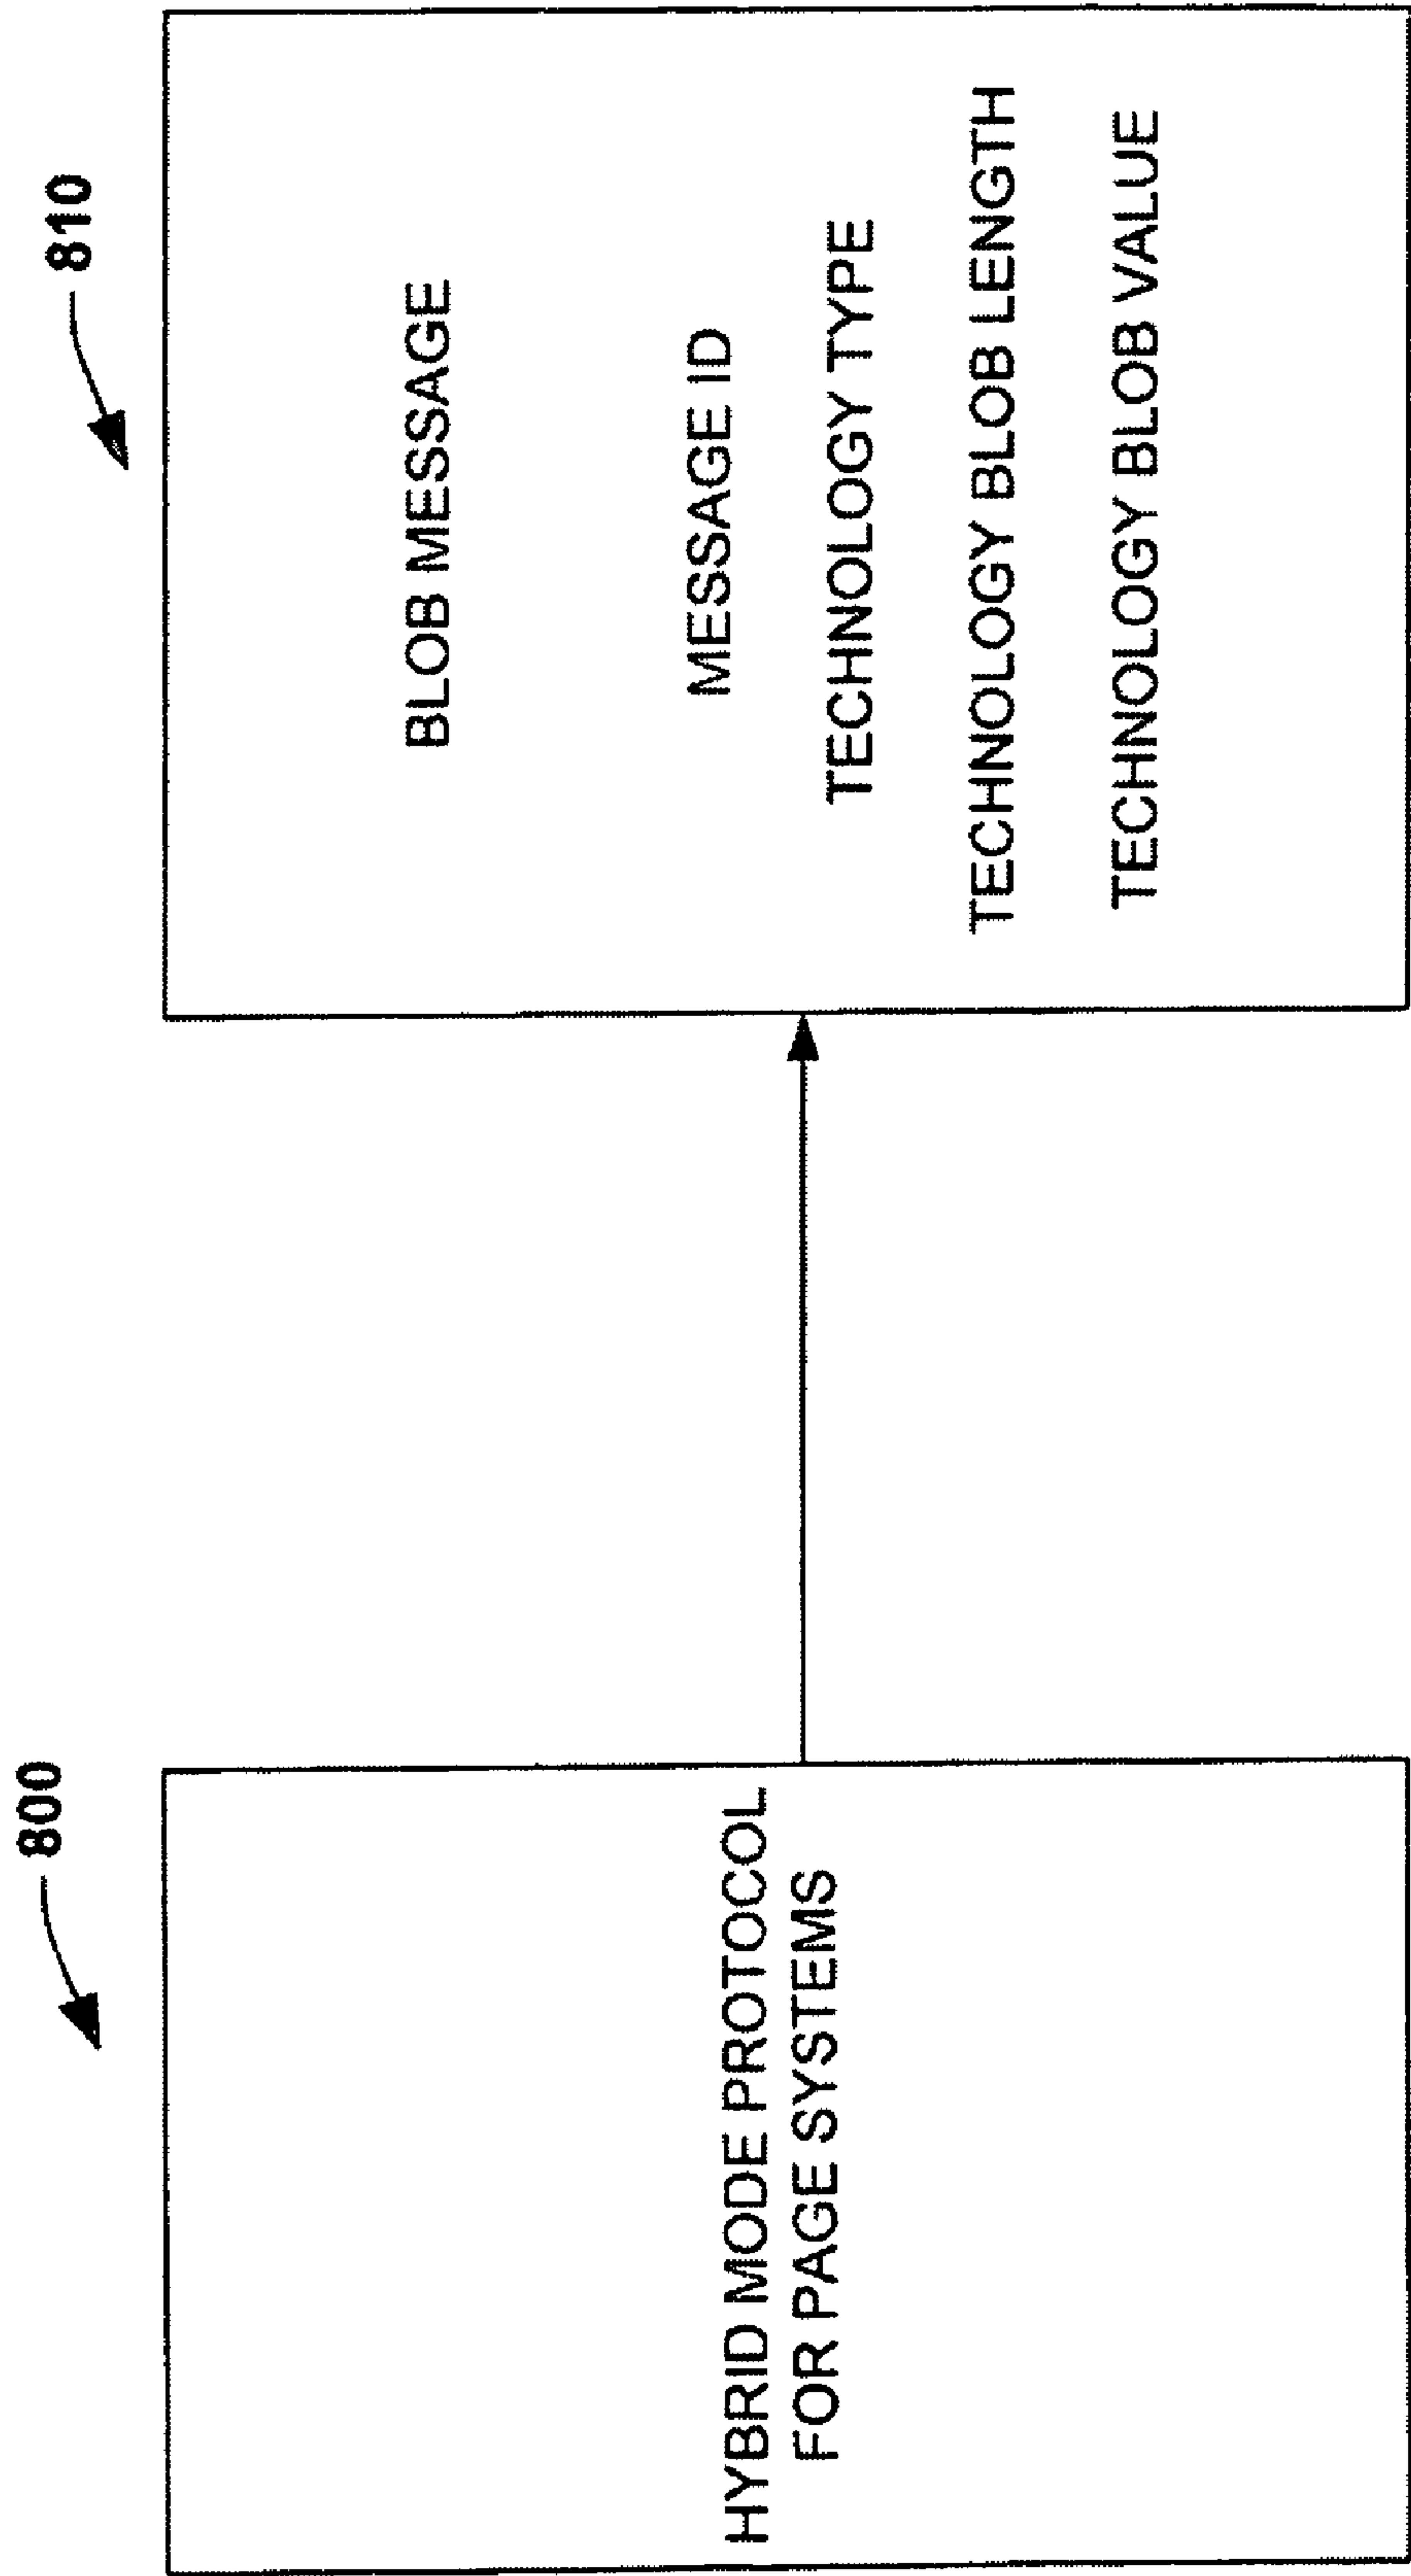 800
HYBRID MODE PROTOCOL
FOR PAGE SYSTEMS
810
BLOB MESSAGE
MESSAGE ID
TECHNOLOGY TYPE
TECHNOLOGY BLOB LENGTH
TECHNOLOGY BLOB VALUE